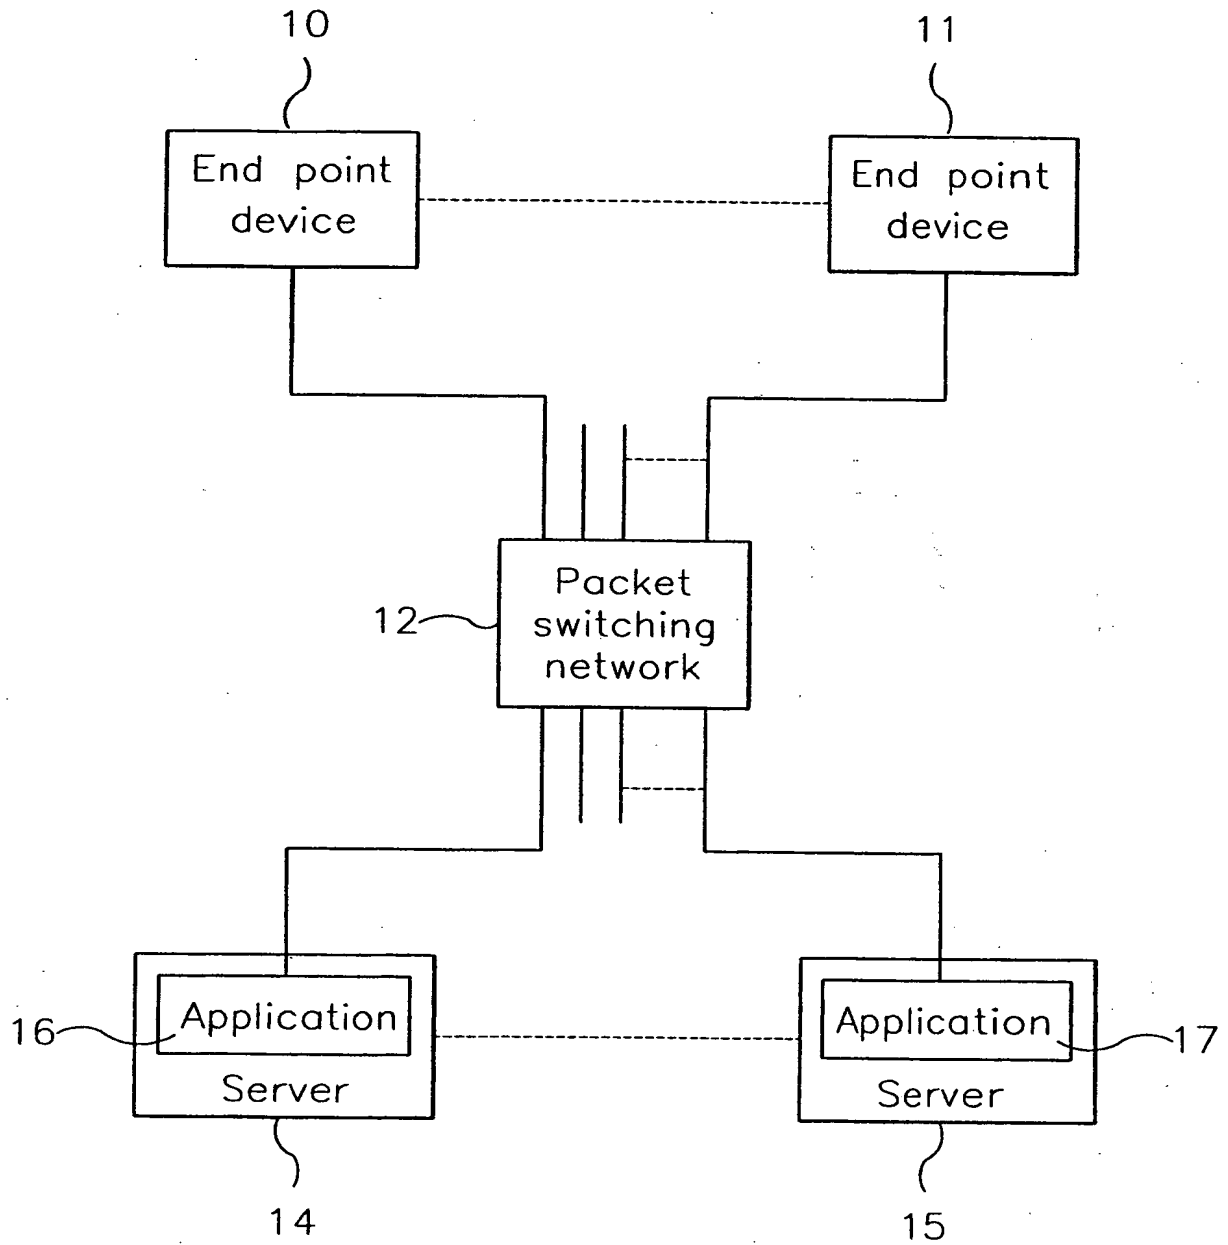 10
11
End point
device
End point
device
12
Packet
switching
network
16
Application
Server
Application
17
Server
14
15